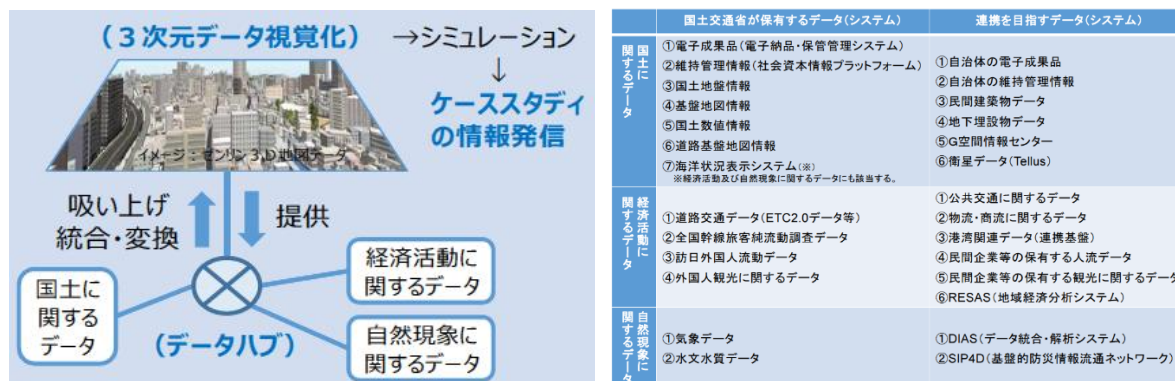 (３次元データ視覚化) →シミュレーション
↓
ケーススタディ
の情報発信
イメージ：ゼンリン３D地図データ
吸い上げ
統合・変換
提供
経済活動に
関するデータ
国土に
関する
データ
(データハブ)
自然現象に
関するデータ
国土交通省が保有するデータ(システム)
連携を目指すデータ(システム)
国土に
関するデータ
①電子成果品(電子納品・保管管理システム)
②維持管理情報(社会資本情報プラットフォーム)
③国土地盤情報
④基盤地図情報
⑤国土数値情報
⑥道路基盤地図情報
⑦海洋状況表示システム(※)
※経済活動及び自然現象に関するデータにも該当する。
①自治体の電子成果品
②自治体の維持管理情報
③民間建築物データ
④地下埋設物データ
⑤G空間情報センター
⑥衛星データ(Tellus)
経済活動に
関するデータ
①道路交通データ(ETC2.0データ等)
②全国幹線旅客純流動調査データ
③訪日外国人流動データ
④外国人観光に関するデータ
①公共交通に関するデータ
②物流・商流に関するデータ
③港湾関連データ(連携基盤)
④民間企業等の保有する人流データ
⑤民間企業等の保有する観光に関するデータ
⑥RESAS(地域経済分析システム)
自然現象に
関するデータ
①気象データ
②水文水質データ
①DIAS(データ統合・解析システム)
②SIP4D(基盤的防災情報流通ネットワーク)